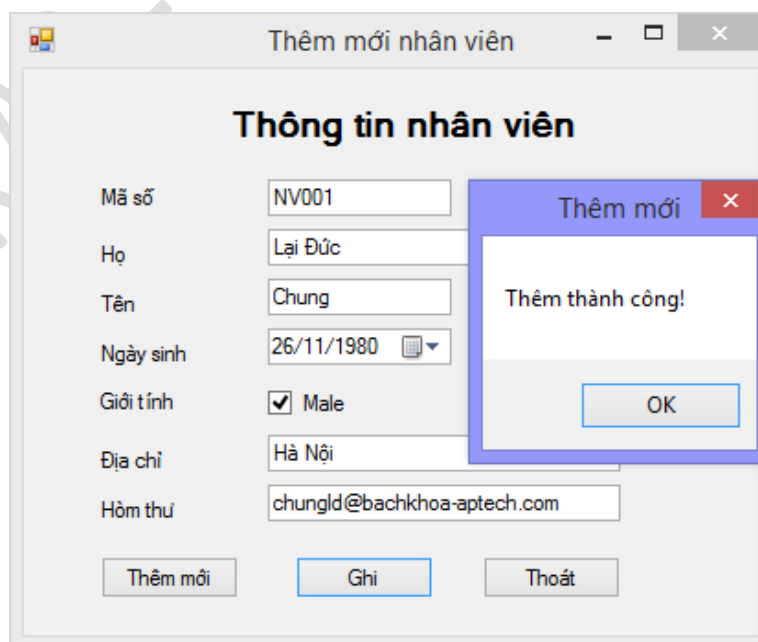 Thêm mới nhân viên
Thông tin nhân viên
Mã số NV001
Thêm mới
Họ Lại Đức
Tên Chung
Thêm thành công!
Ngày sinh 26/11/1980
Giới tính Male
OK
Địa chỉ Hà Nội
Hòm thư chungld@bachkhoa-aptech.com
Thêm mới Ghi Thoát